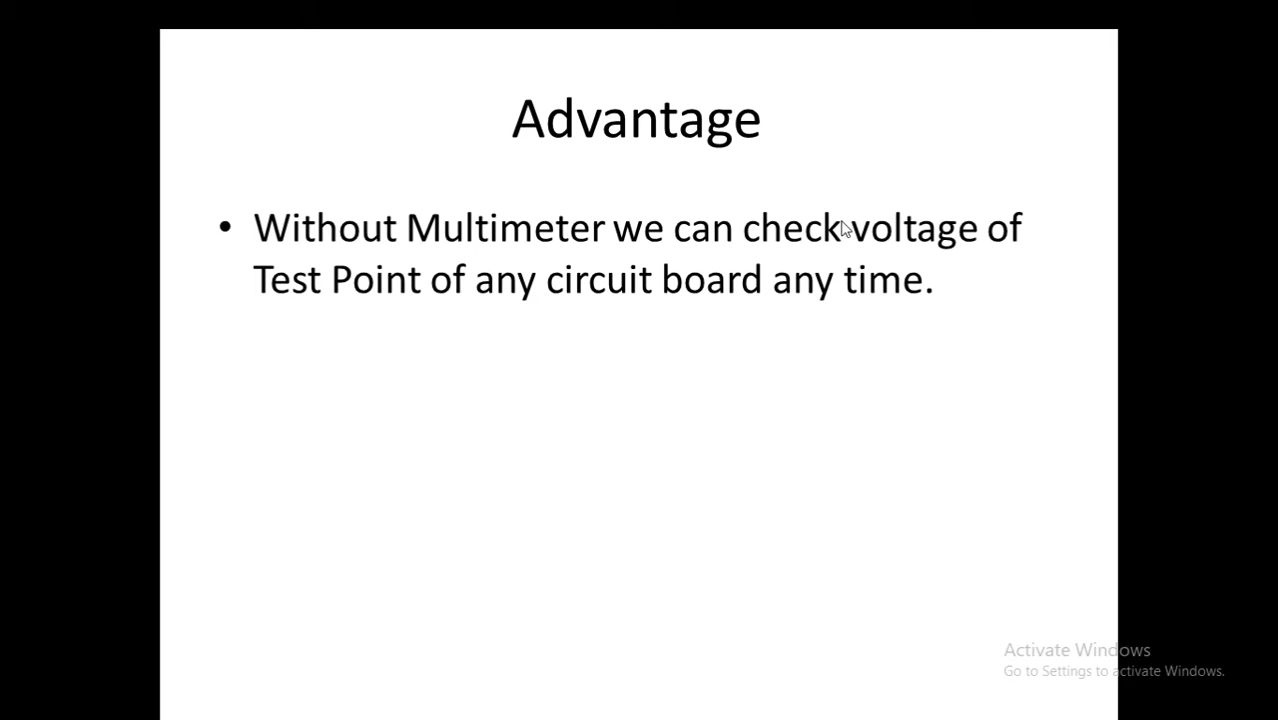 Advantage
• Without Multimeter we can check voltage of
Test Point of any circuit board any time.
Activate Windows
Go to Settings to activate Windows.